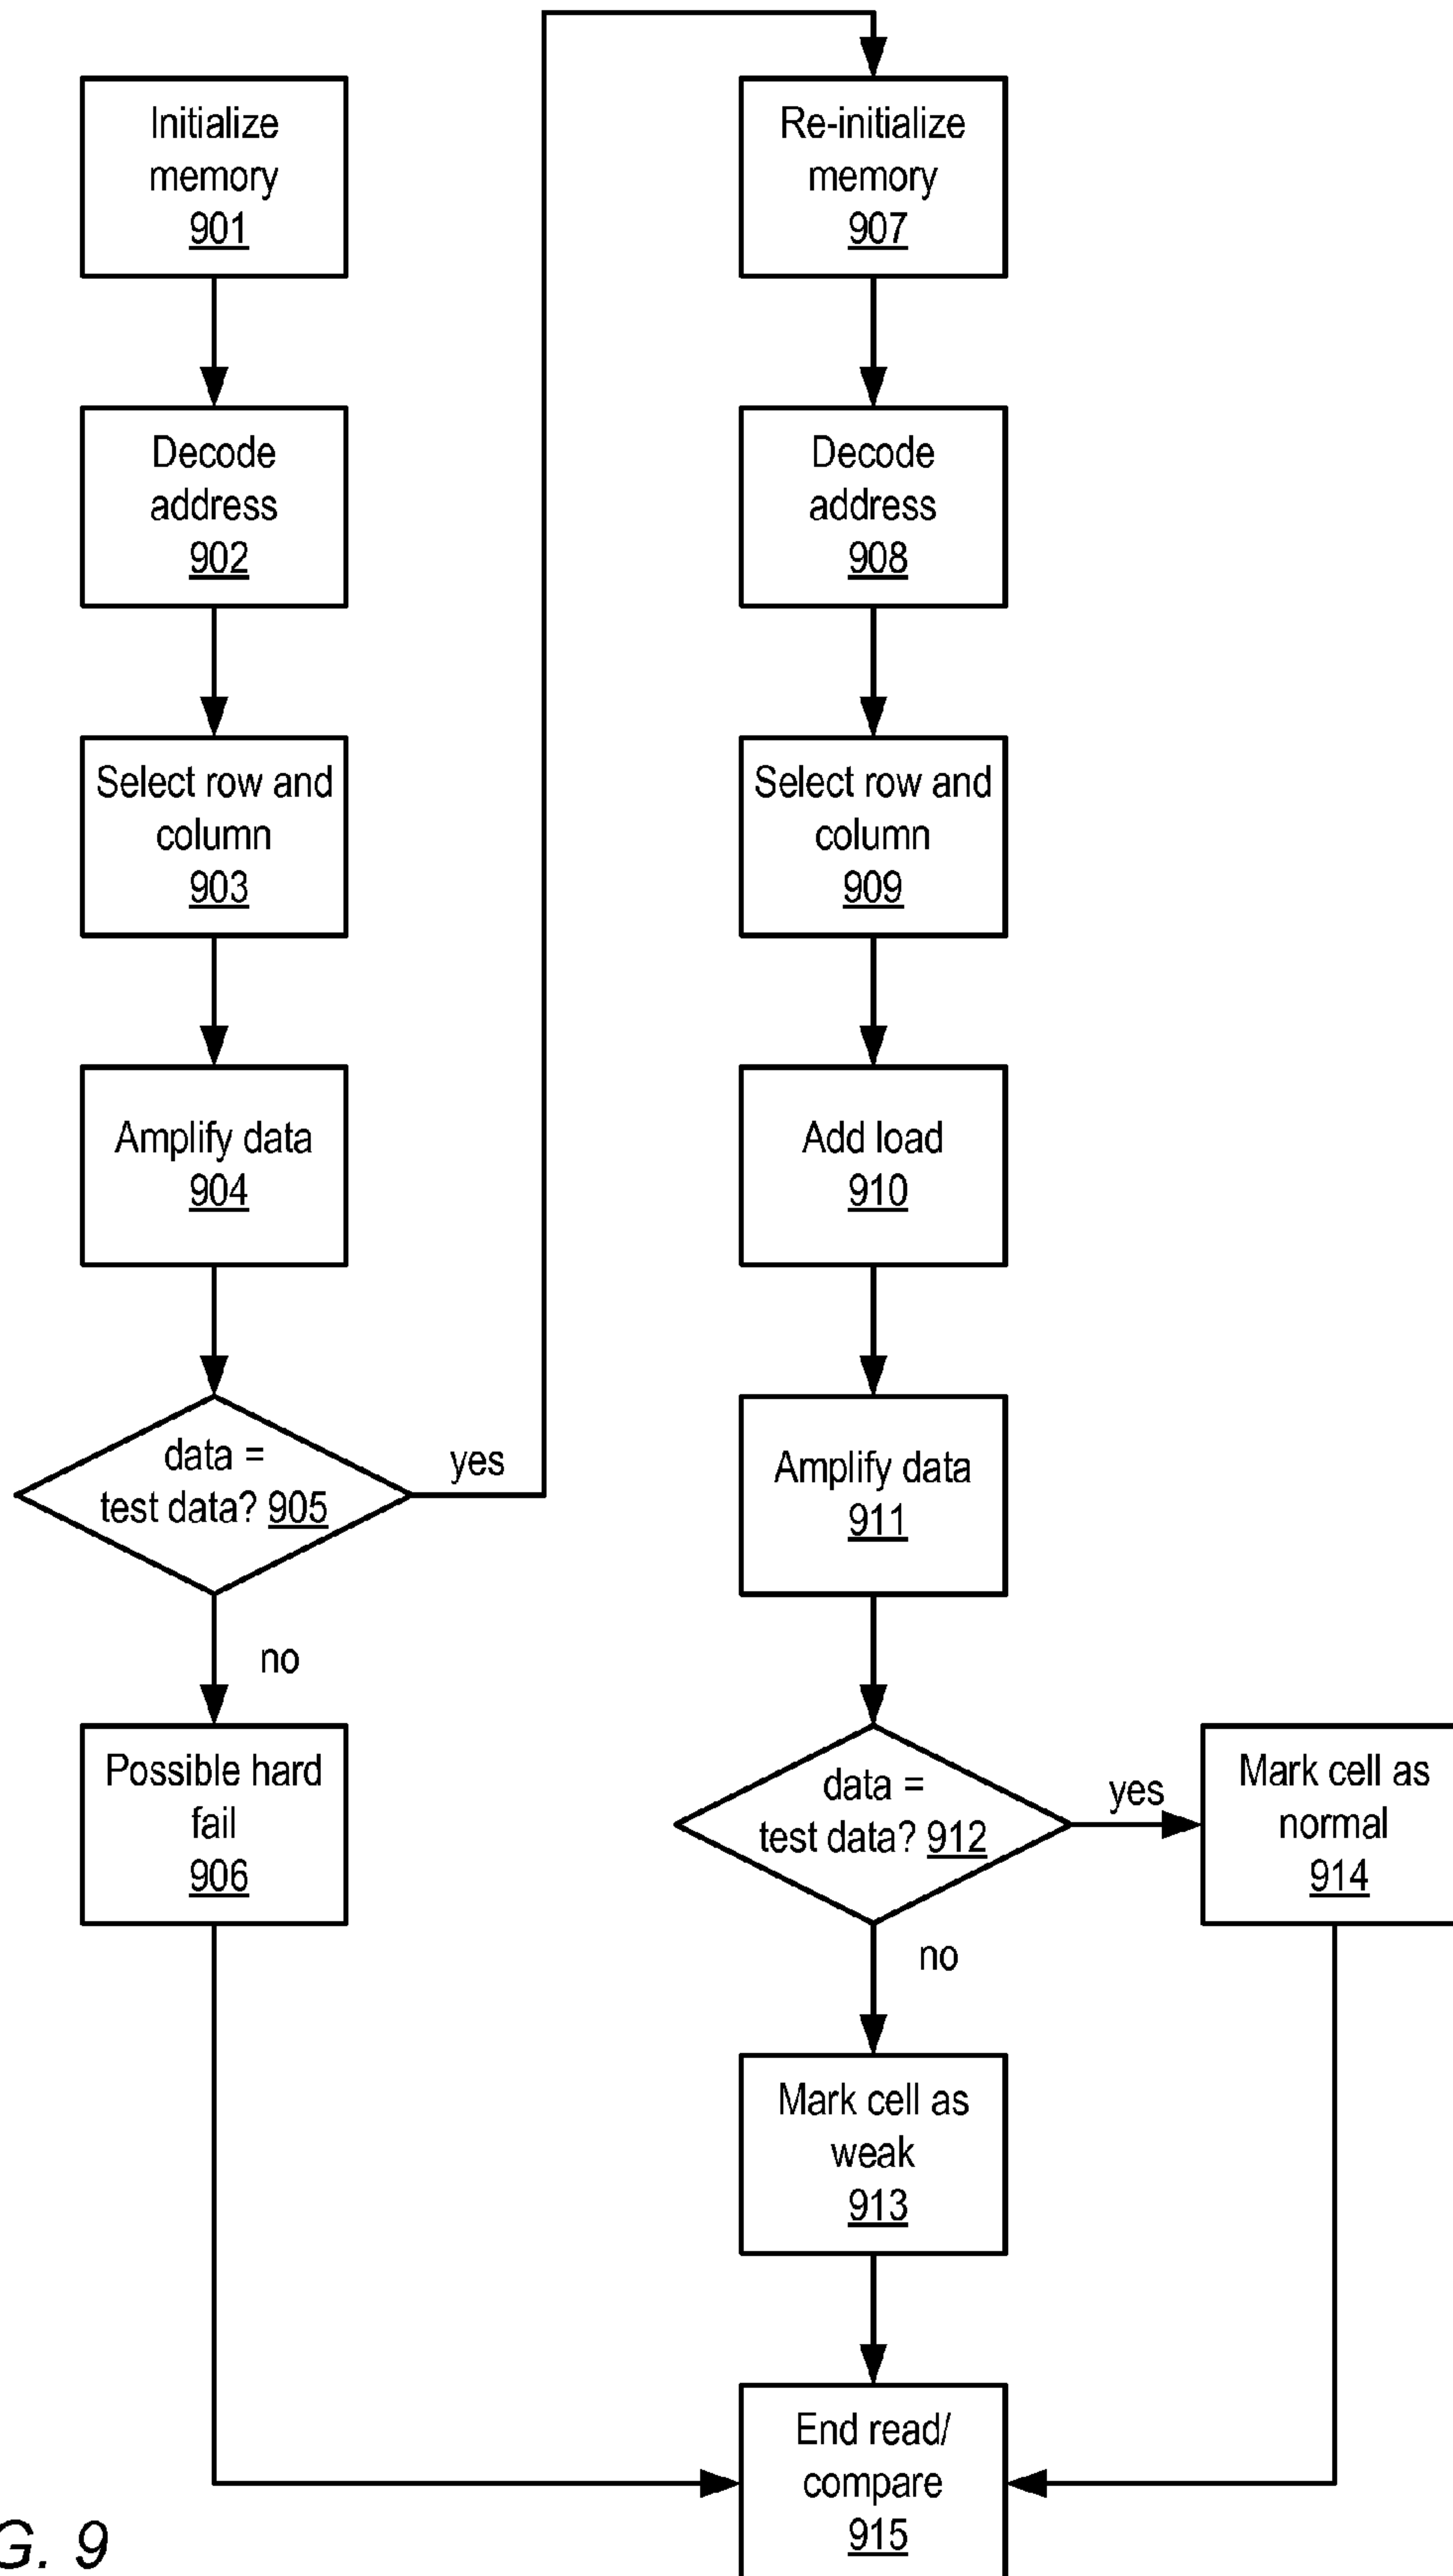 Initialize
memory
901
Decode
address
902
Select row and
column
903
Amplify data
904
data =
test data? 905
yes
no
Possible hard
fail
906
Re-initialize
memory
907
Decode
address
908
Select row and
column
909
Add load
910
Amplify data
911
data =
test data? 912
yes
no
Mark cell as
normal
914
Mark cell as
weak
913
End read/
compare
915
G. 9